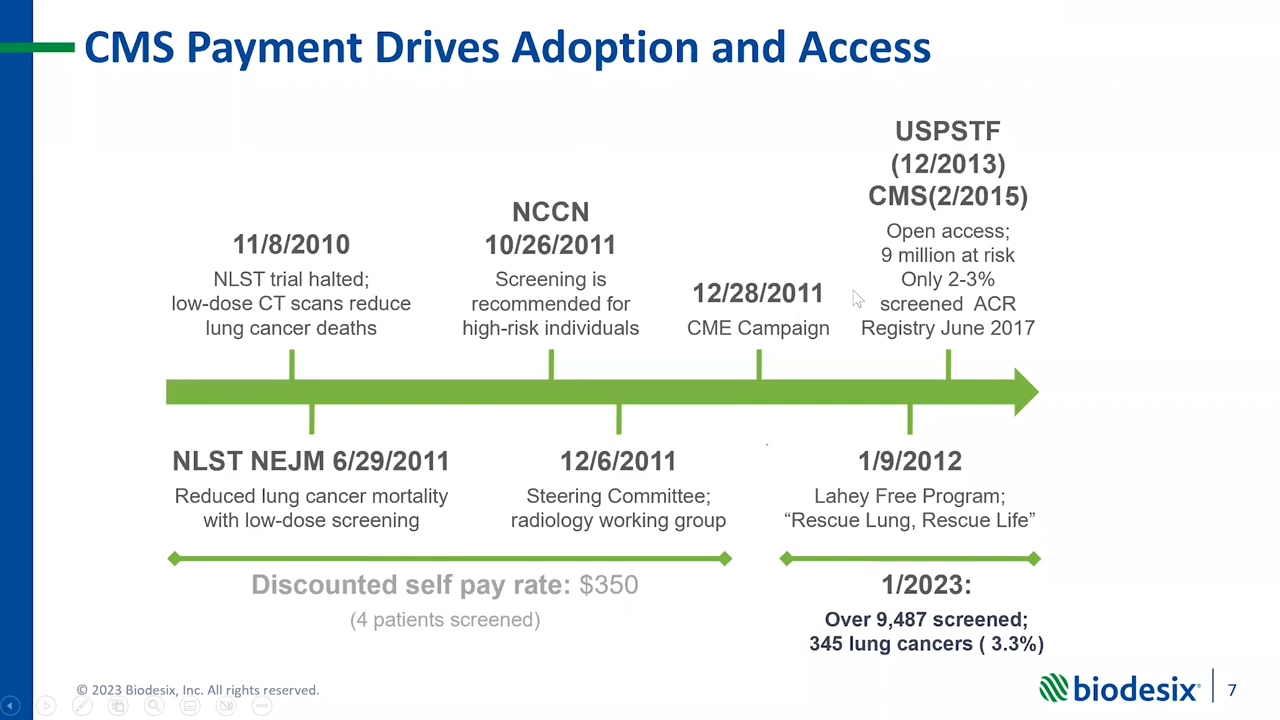 CMS Payment Drives Adoption and Access
11/8/2010
NLST trial halted;
low-dose CT scans reduce
lung cancer deaths
NCCN
10/26/2011
Screening is
recommended for
high-risk individuals
12/28/2011
CME Campaign
USPSTF
(12/2013)
CMS(2/2015)
Open access;
9 million at risk
Only 2-3%
screened  ACR
Registry June 2017
NLST NEJM 6/29/2011
Reduced lung cancer mortality
with low-dose screening
12/6/2011
Steering Committee;
radiology working group
1/9/2012
Lahey Free Program;
“Rescue Lung, Rescue Life”
Discounted self pay rate: $350
(4 patients screened)
1/2023:
Over 9,487 screened;
345 lung cancers ( 3.3%)
© 2023 Biodesix, Inc. All rights reserved.
biodesix®
7